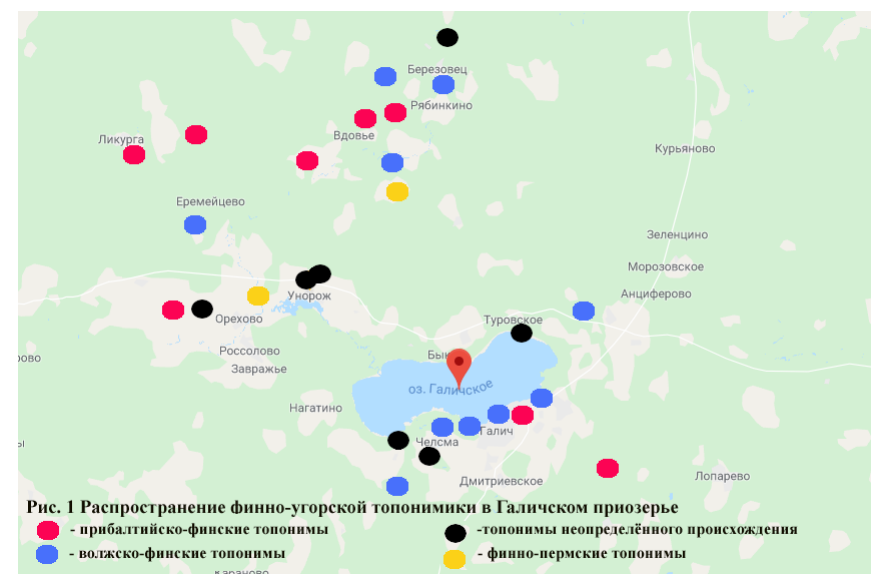 Березовец
Рябинкино
Вдовье
Ликурга
Курьяново
Еремейцево
Зеленцино
Морозовское
Унорож
Анциферово
Орехово
Туровское
Россолово
рово
Завражье
оз. Галичское
Нагатино
Галич
Челсма
ы
Дмитриевское
Лопарево
Рис. 1 Распространение финно-угорской топонимики в Галичском приозерье
- прибалтийско-финские топонимы
-топонимы неопределённого происхождения
- волжско-финские топонимы
- финно-пермские топонимы